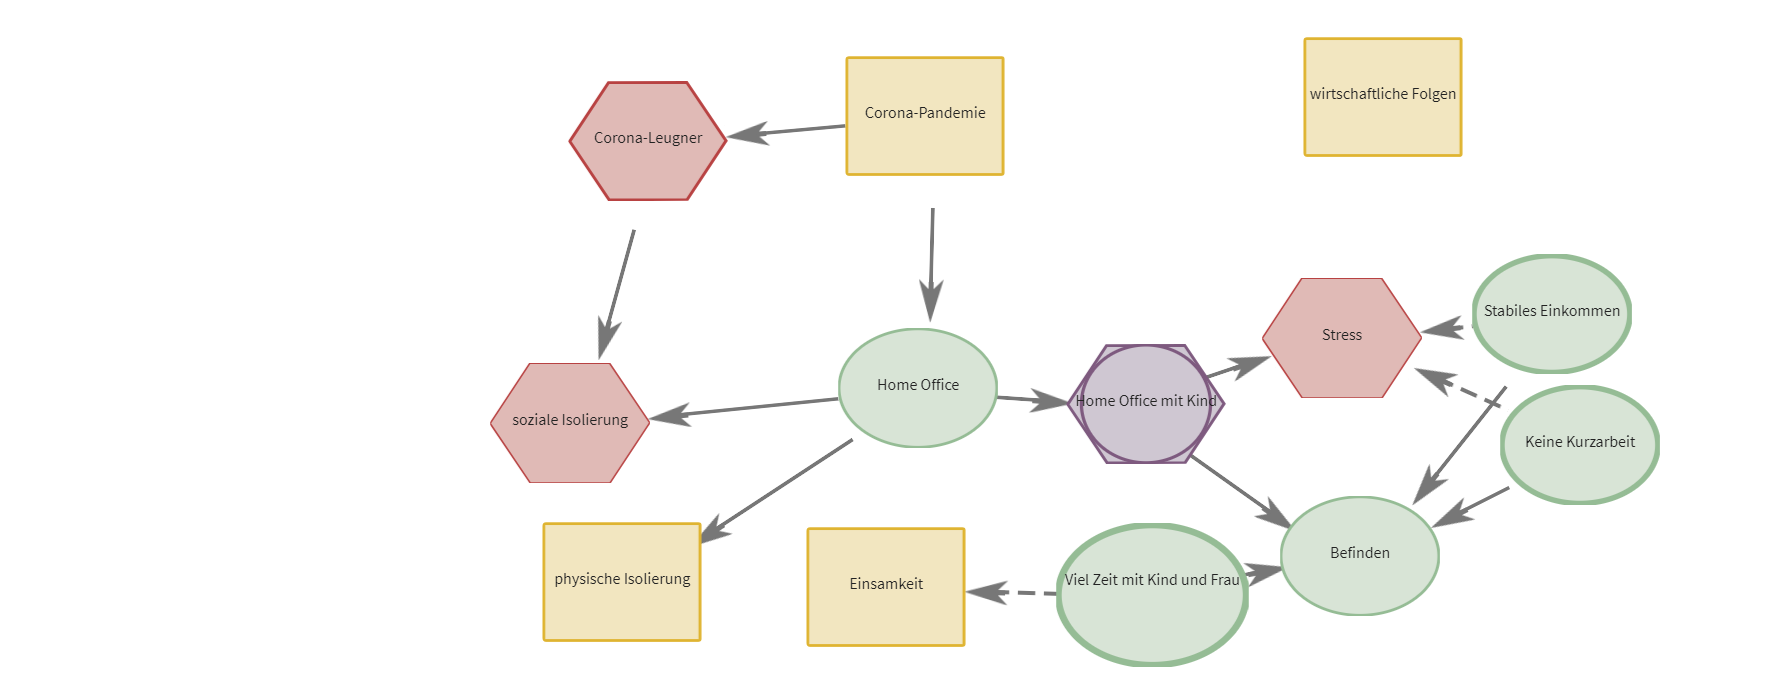 wirtschaftliche Folgen
Corona-Pandemie
Corona-Leugner
Stabiles Einkommen
Stress
Home Office
Home Office mit Kind
soziale Isolierung
Keine Kurzarbeit
Befinden
physische Isolierung
Einsamkeit
Viel Zeit mit Kind und Frau